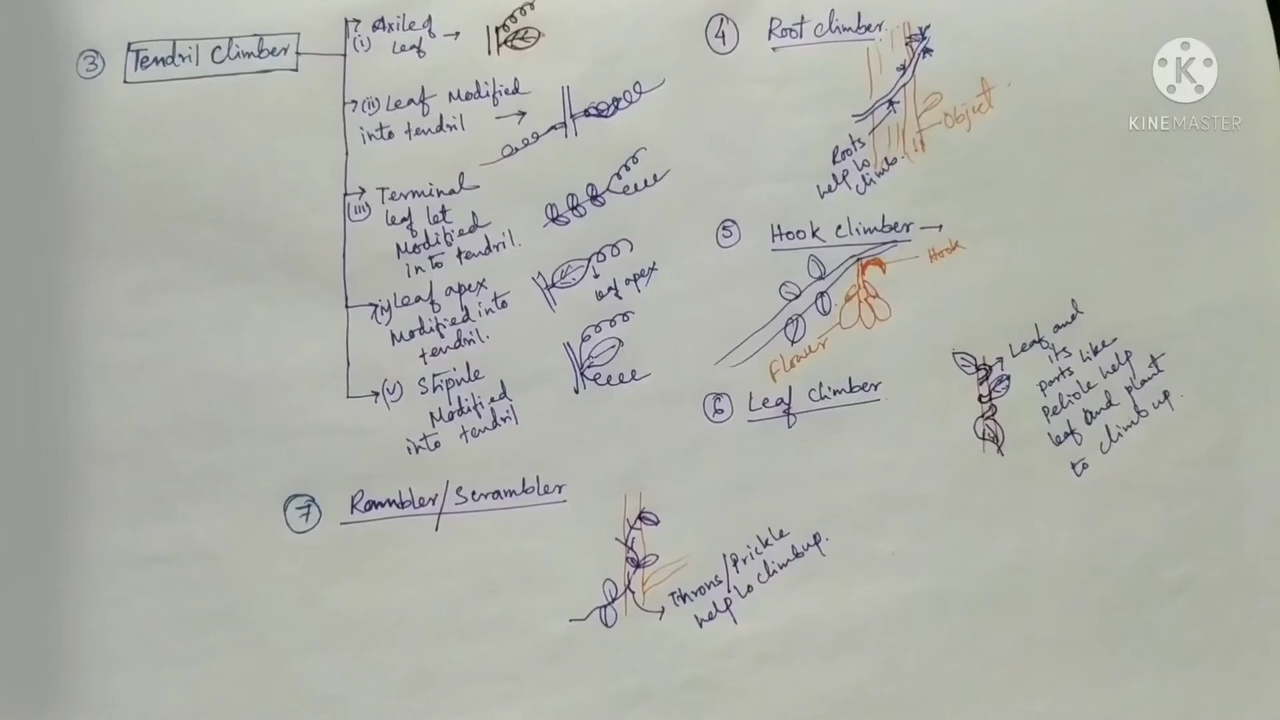 ③ Tendril Climber
(i) Axile of
Leaf →
(ii) Leaf Modified
into tendril →
(iii) Terminal
leaf let
Modified
into tendril.
(iv) Leaf apex
Modified into
tendril.
leaf apex
(v) Stipule
Modified
into tendril
④ Root climber
Object
Roots
help to
climb.
⑤ Hook climber →
Hook
Flower
⑥ Leaf climber
Leaf and
its
parts like
Petiole help
leaf and plant
to climb up.
⑦ Rambler/Scrambler
Throns/Prickle
help to climb up.
K
KINEMASTER